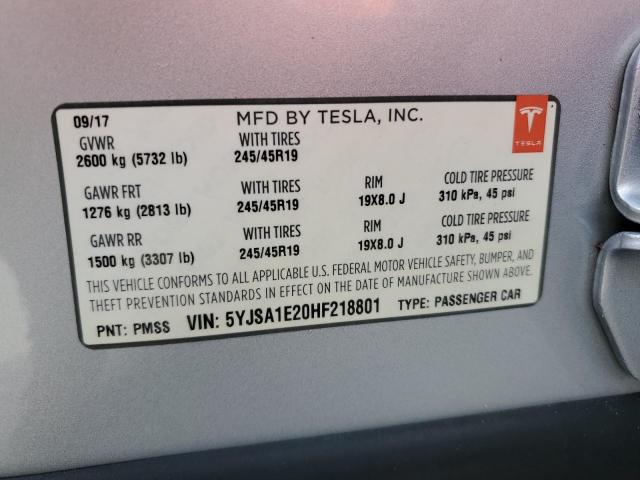 09/17 MFD BY TESLA, INC.
GVWR WITH TIRES
2600 kg (5732 lb) 245/45R19
TESLA
GAWR FRT WITH TIRES RIM COLD TIRE PRESSURE
1276 kg (2813 lb) 245/45R19 19X8.0 J 310 kPa, 45 psi
GAWR RR WITH TIRES RIM COLD TIRE PRESSURE
1500 kg (3307 lb) 245/45R19 19X8.0 J 310 kPa, 45 psi
THIS VEHICLE CONFORMS TO ALL APPLICABLE U.S. FEDERAL MOTOR VEHICLE SAFETY, BUMPER, AND
THEFT PREVENTION STANDARDS IN EFFECT ON THE DATE OF MANUFACTURE SHOWN ABOVE.
PNT: PMSS VIN: 5YJSA1E20HF218801 TYPE: PASSENGER CAR